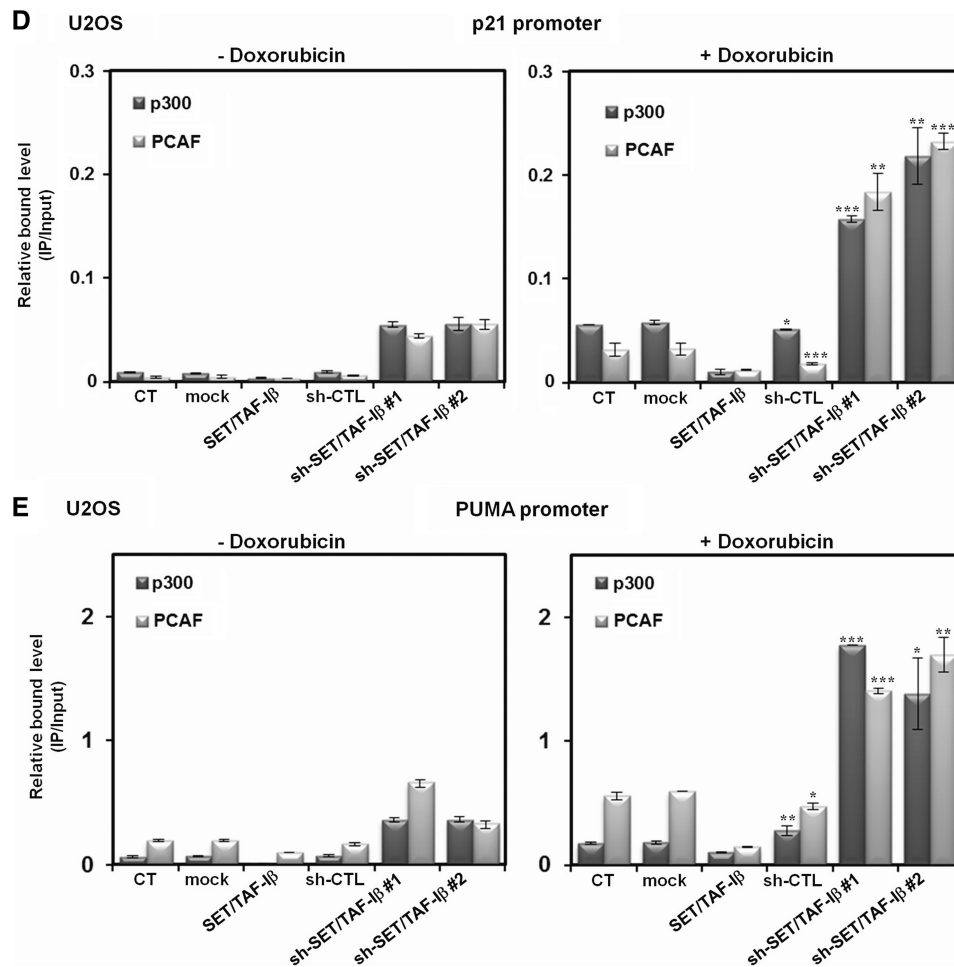 D U2OS p21 promoter
- Doxorubicin
+ Doxorubicin
Relative bound level
(IP/Input)
0.3
0.2
0.1
0
p300
PCAF
CT
mock
SET/TAF-Iβ
sh-CTL
sh-SET/TAF-Iβ #1
sh-SET/TAF-Iβ #2
0.3
0.2
0.1
0
p300
PCAF
*
***
***
**
**
***
CT
mock
SET/TAF-Iβ
sh-CTL
sh-SET/TAF-Iβ #1
sh-SET/TAF-Iβ #2
E U2OS PUMA promoter
- Doxorubicin
+ Doxorubicin
Relative bound level
(IP/Input)
2
1
0
p300
PCAF
CT
mock
SET/TAF-Iβ
sh-CTL
sh-SET/TAF-Iβ #1
sh-SET/TAF-Iβ #2
2
1
0
p300
PCAF
**
*
***
***
*
**
CT
mock
SET/TAF-Iβ
sh-CTL
sh-SET/TAF-Iβ #1
sh-SET/TAF-Iβ #2